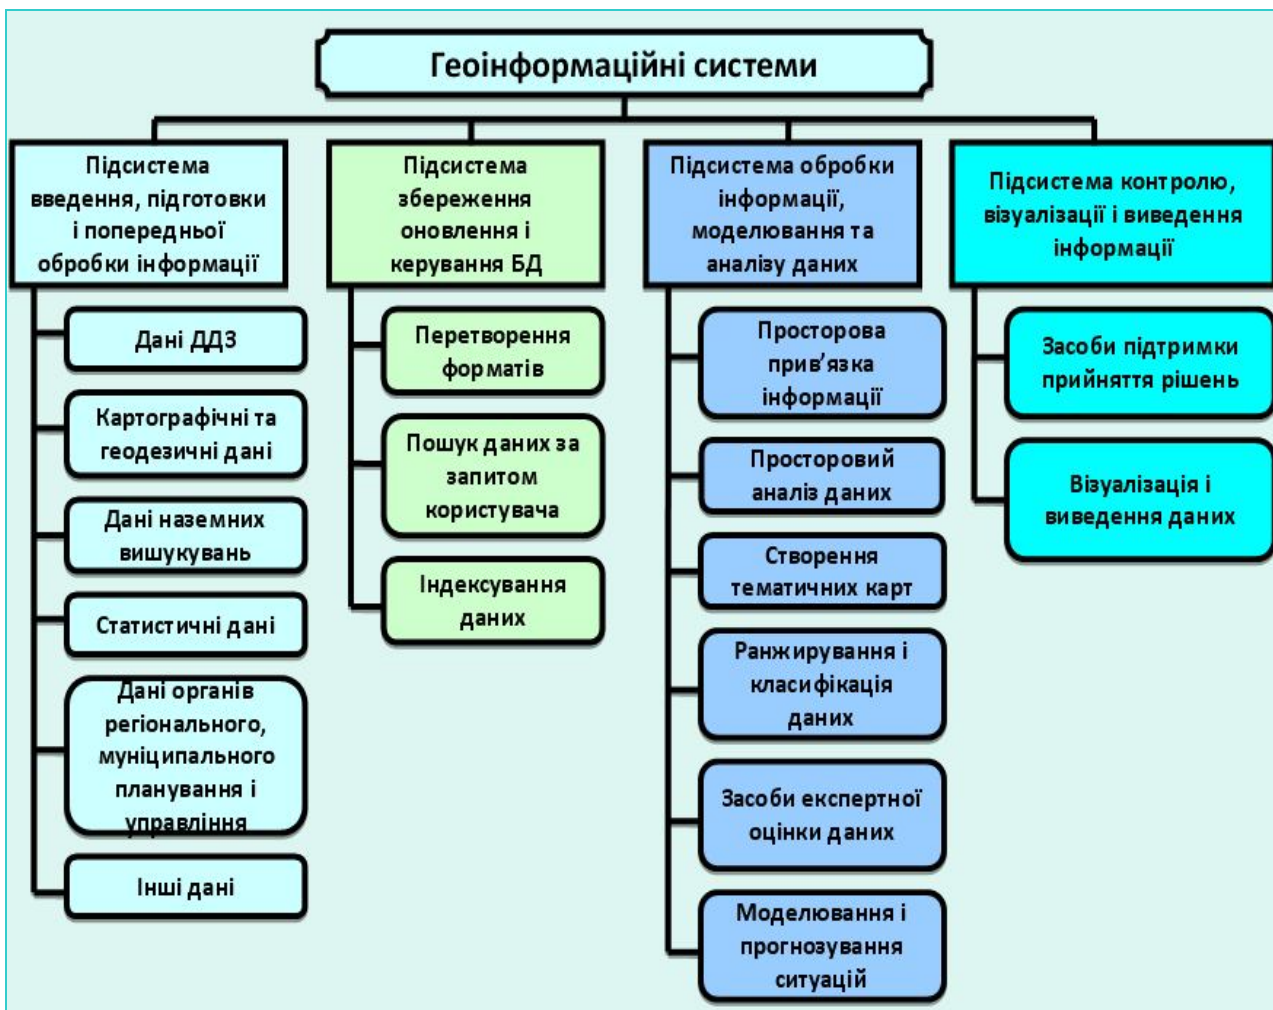 Геоінформаційні системи
Підсистема
введення, підготовки
і попередньої
обробки інформації
Дані ДДЗ
Картографічні та
геодезичні дані
Дані наземних
вишукувань
Статистичні дані
Дані органів
регіонального,
муніципального
планування і
управління
Інші дані
Підсистема
збереження
оновлення і
керування БД
Перетворення
форматів
Пошук даних за
запитом
користувача
Індексування
даних
Підсистема обробки
інформації,
моделювання та
аналізу даних
Просторова
прив’язка
інформації
Просторовий
аналіз даних
Створення
тематичних карт
Ранжирування і
класифікація
даних
Засоби експертної
оцінки даних
Моделювання і
прогнозування
ситуацій
Підсистема контролю,
візуалізації і виведення
інформації
Засоби підтримки
прийняття рішень
Візуалізація і
виведення даних